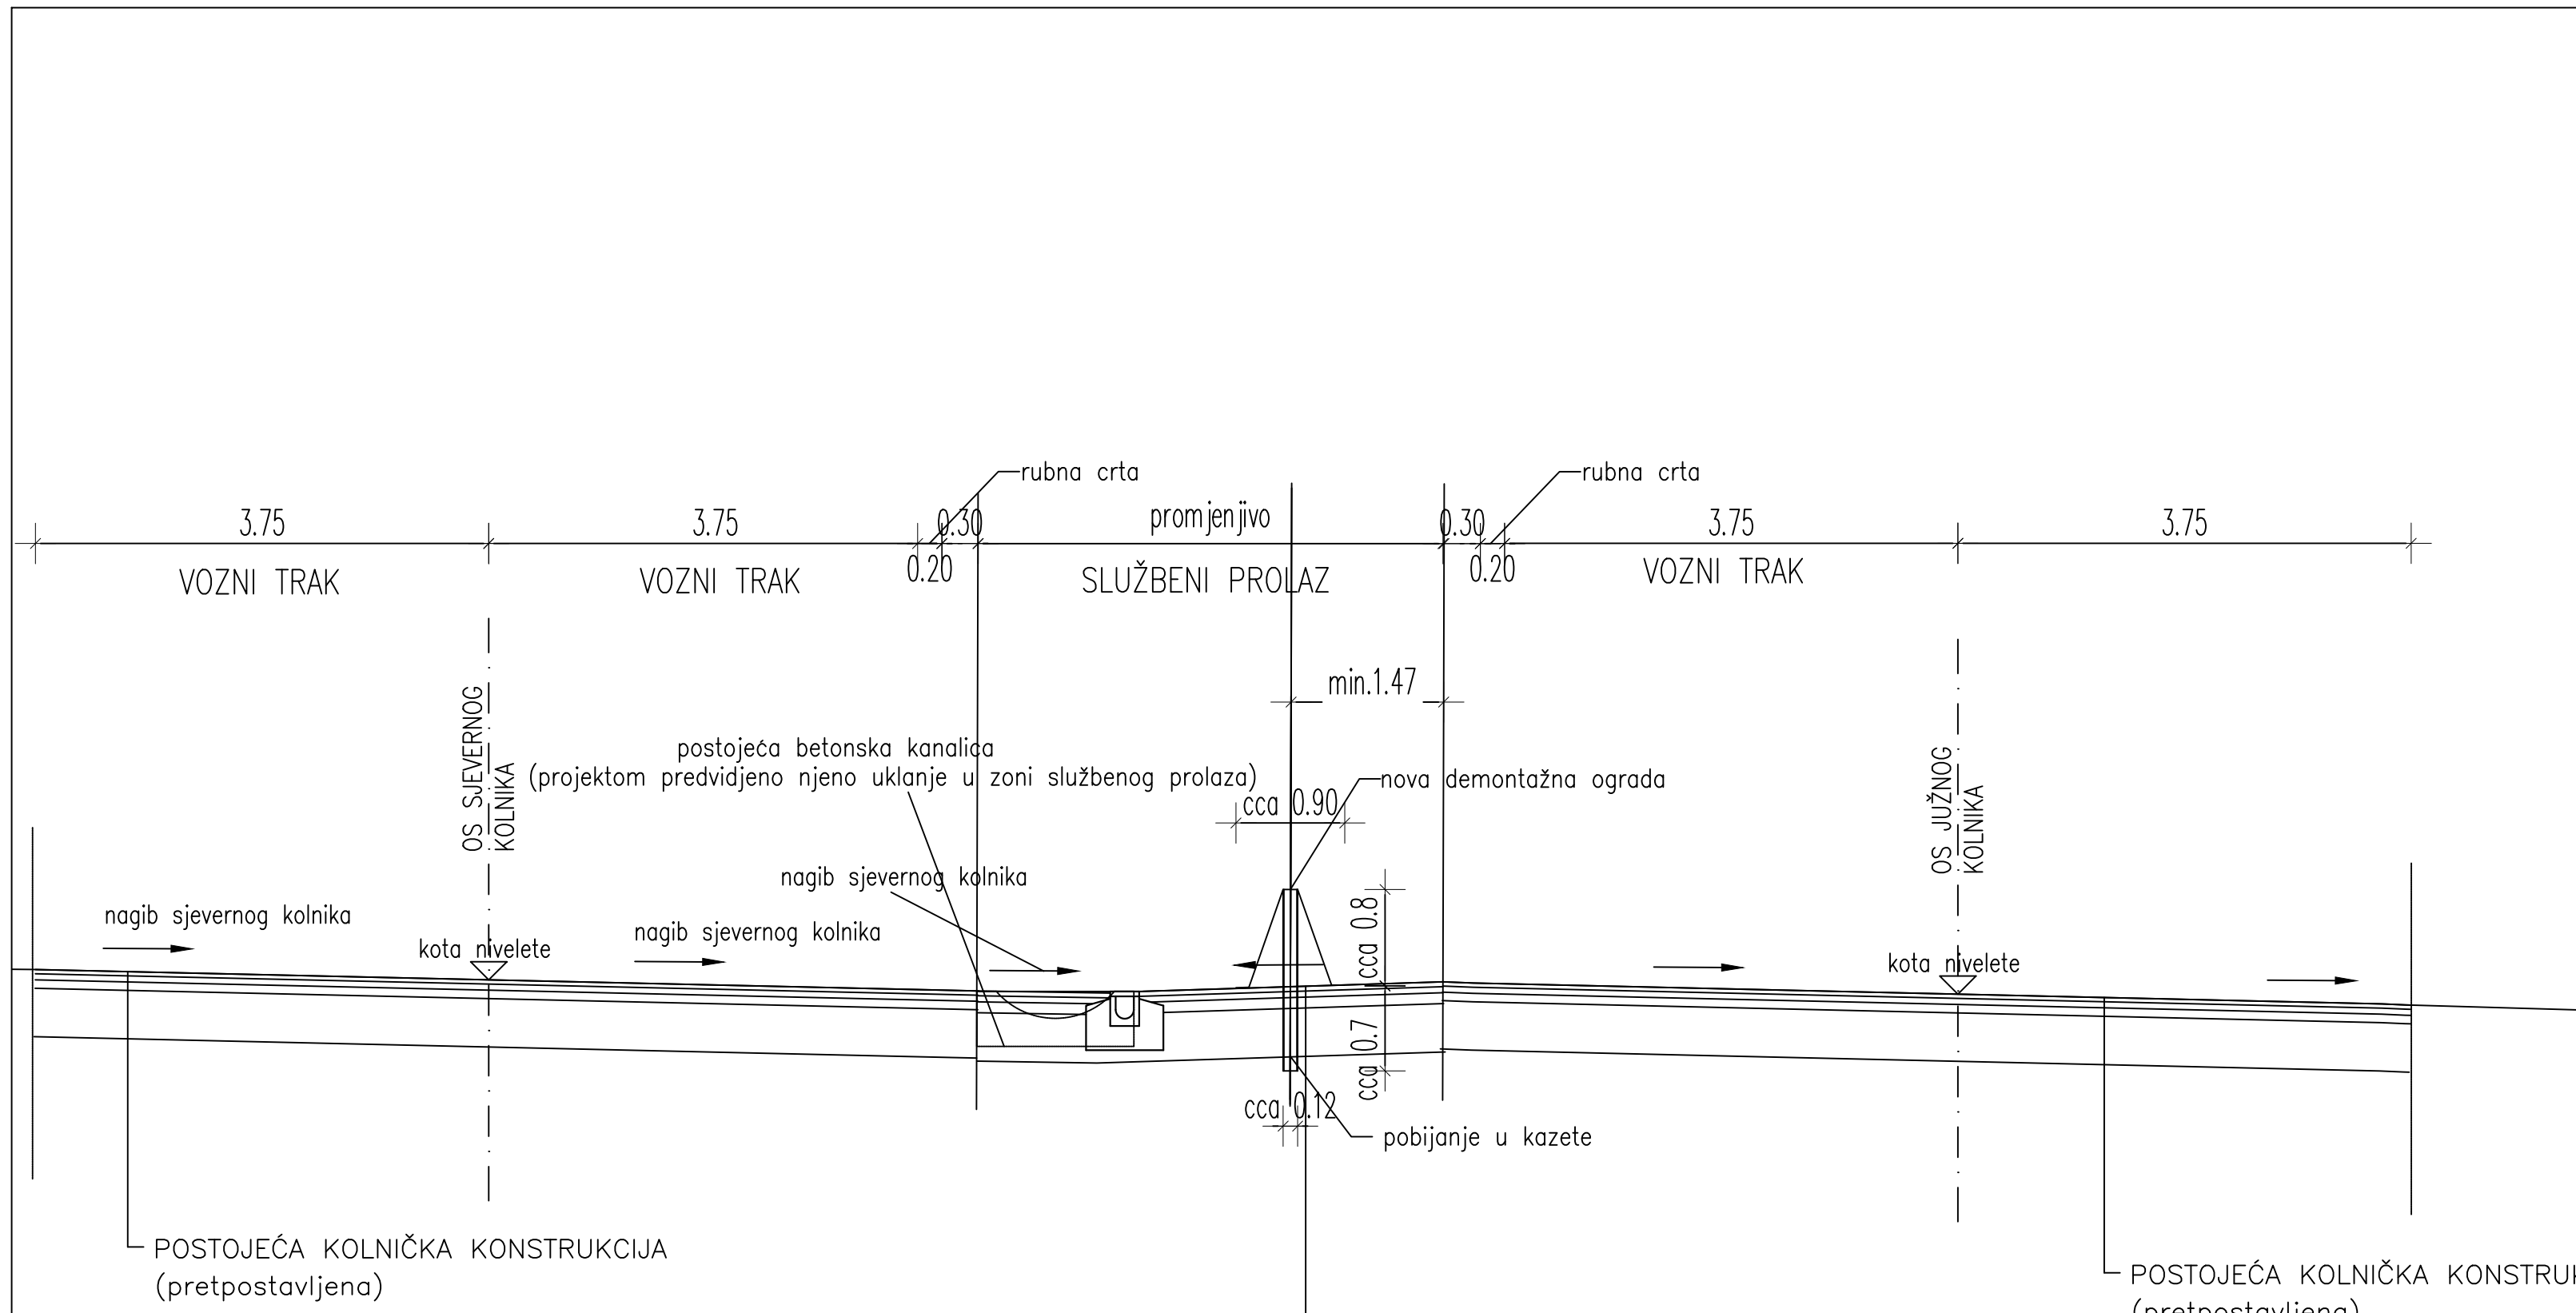 rubna crta
rubna crta
3.75
3.75
0.30
promjenjivo
0.30
3.75
3.75
0.20
0.20
VOZNI TRAK
VOZNI TRAK
SLUŽBENI PROLAZ
VOZNI TRAK
min.1.47
OS SJEVERNOG
KOLNIKA
postojeća betonska kanalica
(projektom predvidjeno njeno uklanje u zoni službenog prolaza)
nova demontažna ograda
cca 0.90
OS JUŽNOG
KOLNIKA
nagib sjevernog kolnika
nagib sjevernog kolnika
nagib sjevernog kolnika
kota nivelete
kota nivelete
cca 0.8
cca 0.7
cca 0.12
pobijanje u kazete
POSTOJEĆA KOLNIČKA KONSTRUKCIJA
(pretpostavljena)
POSTOJEĆA KOLNIČKA KONSTRU
(pretpostavljena)